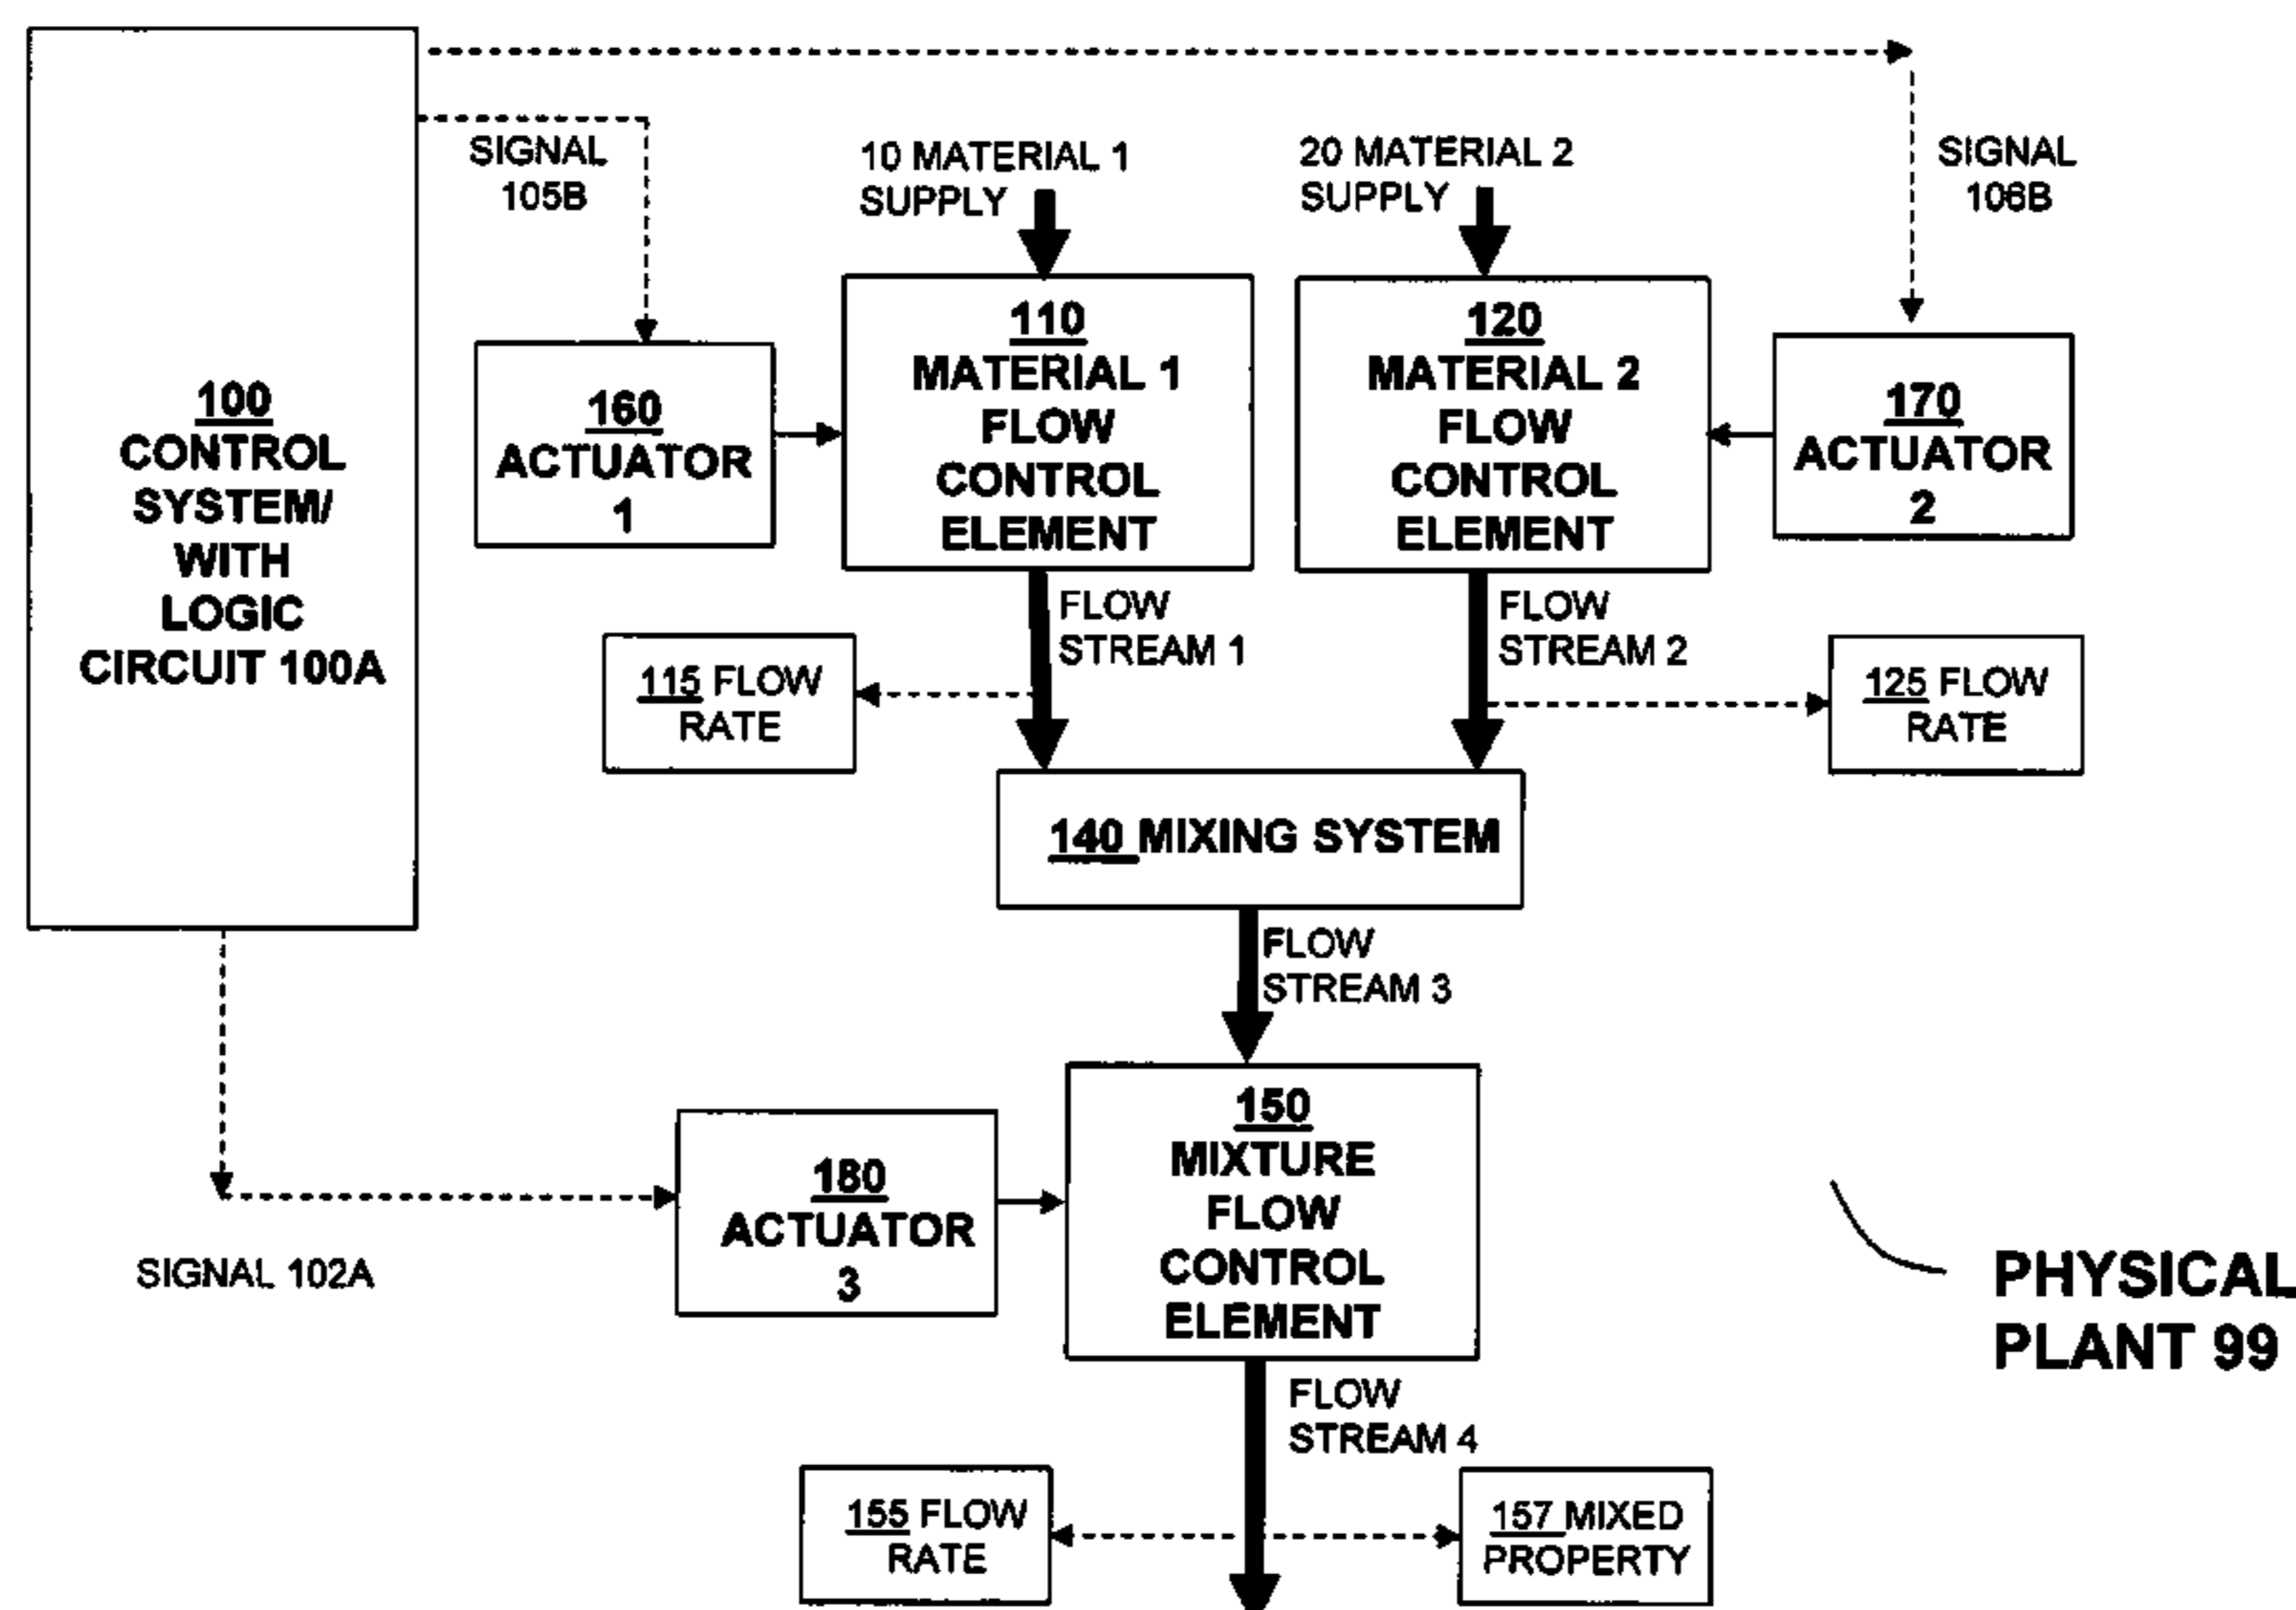 SIGNAL
105B
10 MATERIAL 1
SUPPLY
20 MATERIAL 2
SUPPLY
SIGNAL
106B
100
CONTROL
SYSTEM/
WITH
LOGIC
CIRCUIT 100A
160
ACTUATOR
1
110
MATERIAL 1
FLOW
CONTROL
ELEMENT
120
MATERIAL 2
FLOW
CONTROL
ELEMENT
170
ACTUATOR
2
FLOW
STREAM 1
FLOW
STREAM 2
115 FLOW
RATE
125 FLOW
RATE
140 MIXING SYSTEM
FLOW
STREAM 3
SIGNAL 102A
180
ACTUATOR
3
150
MIXTURE
FLOW
CONTROL
ELEMENT
PHYSICAL
PLANT 99
FLOW
STREAM 4
155 FLOW
RATE
157 MIXED
PROPERTY